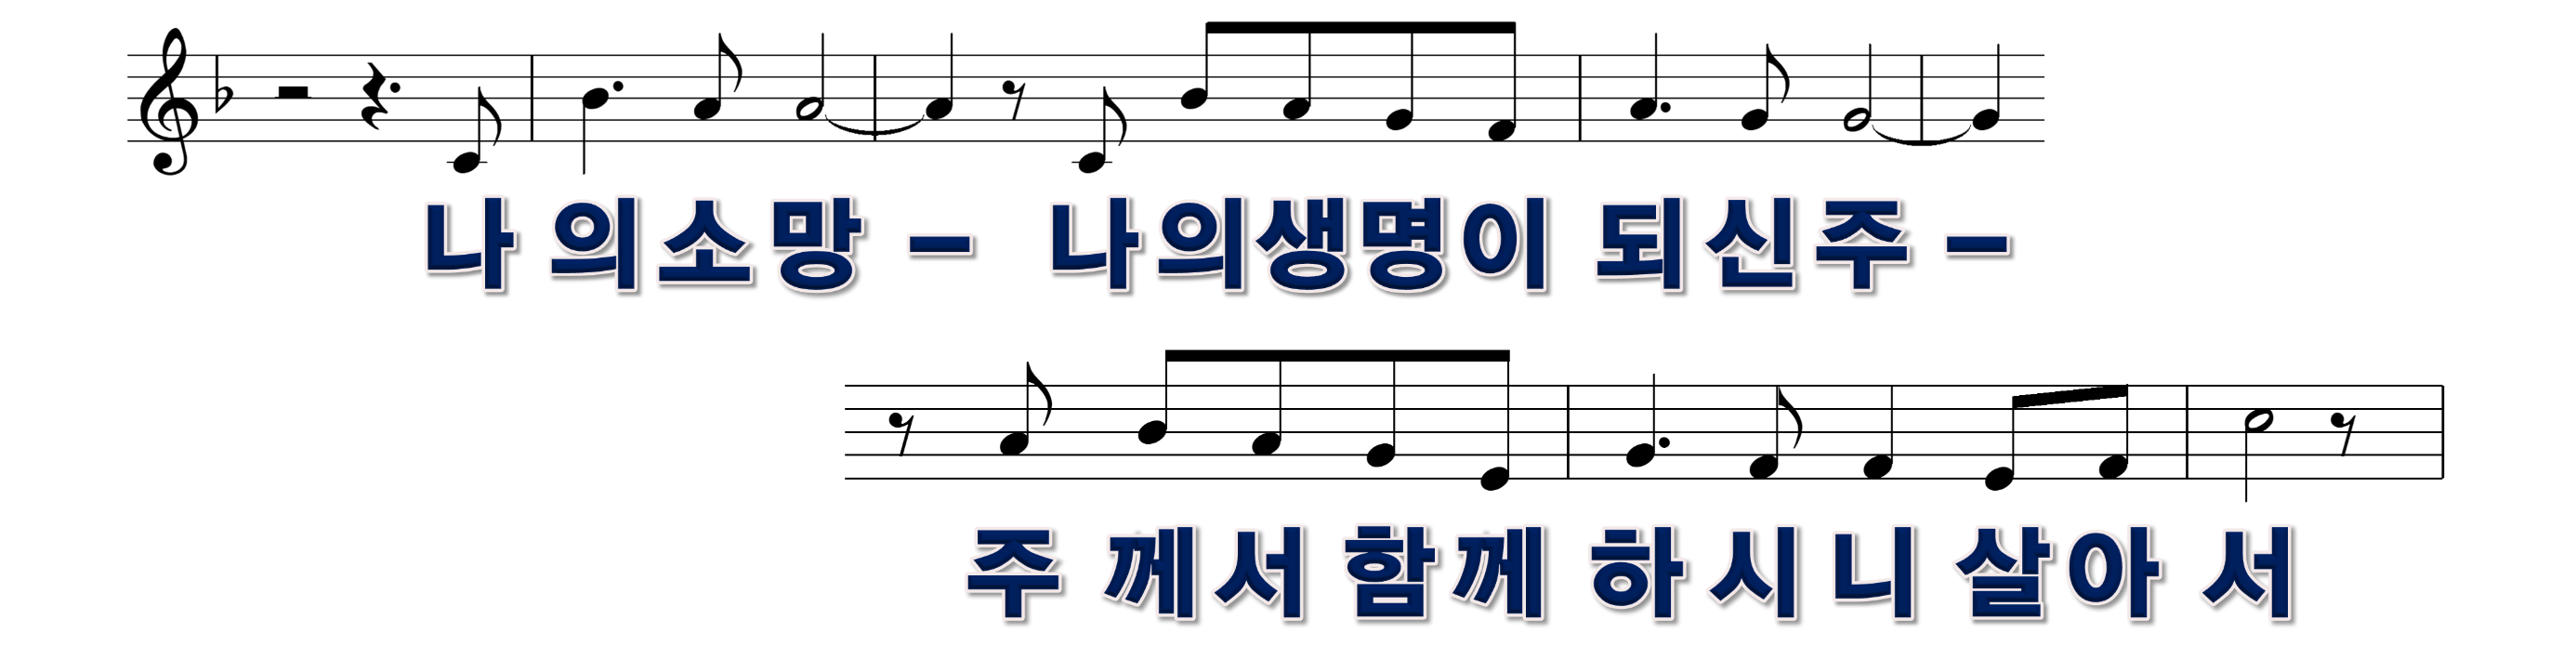 나 의소망 - 나의생명이 되신주 -
주 께서 함께 하시니 살아 서